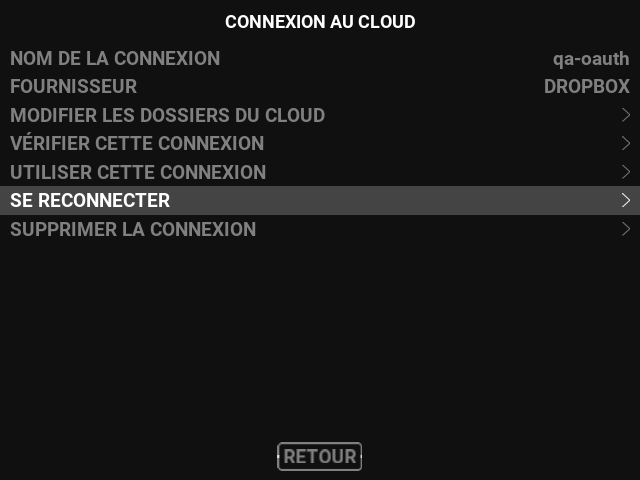 CONNEXION AU CLOUD
NOM DE LA CONNEXION qa-oauth
FOURNISSEUR DROPBOX
MODIFIER LES DOSSIERS DU CLOUD
VÉRIFIER CETTE CONNEXION
UTILISER CETTE CONNEXION
SE RECONNECTER
SUPPRIMER LA CONNEXION
RETOUR